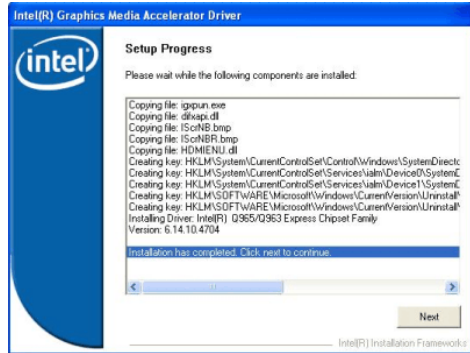 Intel(R) Graphics Media Accelerator Driver
intel
Setup Progress
Please wait while the following components are installed:
Copying file: igxpun.exe
Copying file: difxapi.dll
Copying file: IScrNB.bmp
Copying file: IScrNBR.bmp
Copying file: HDMIENU.dll
Creating key: HKLM\System\CurrentControlSet\Control\Windows\SystemDirecto
Creating key: HKLM\System\CurrentControlSet\Services\ialm\Device0\SystemD
Creating key: HKLM\System\CurrentControlSet\Services\ialm\Device1\SystemD
Creating key: HKLM\SOFTWARE\Microsoft\Windows\CurrentVersion\Uninstall\
Creating key: HKLM\SOFTWARE\Microsoft\Windows\CurrentVersion\Uninstall\
Installing Driver: Intel(R) Q965/Q963 Express Chipset Family
Version: 6.14.10.4704
Installation has completed. Click next to continue.
Next
Intel(R) Installation Frameworks